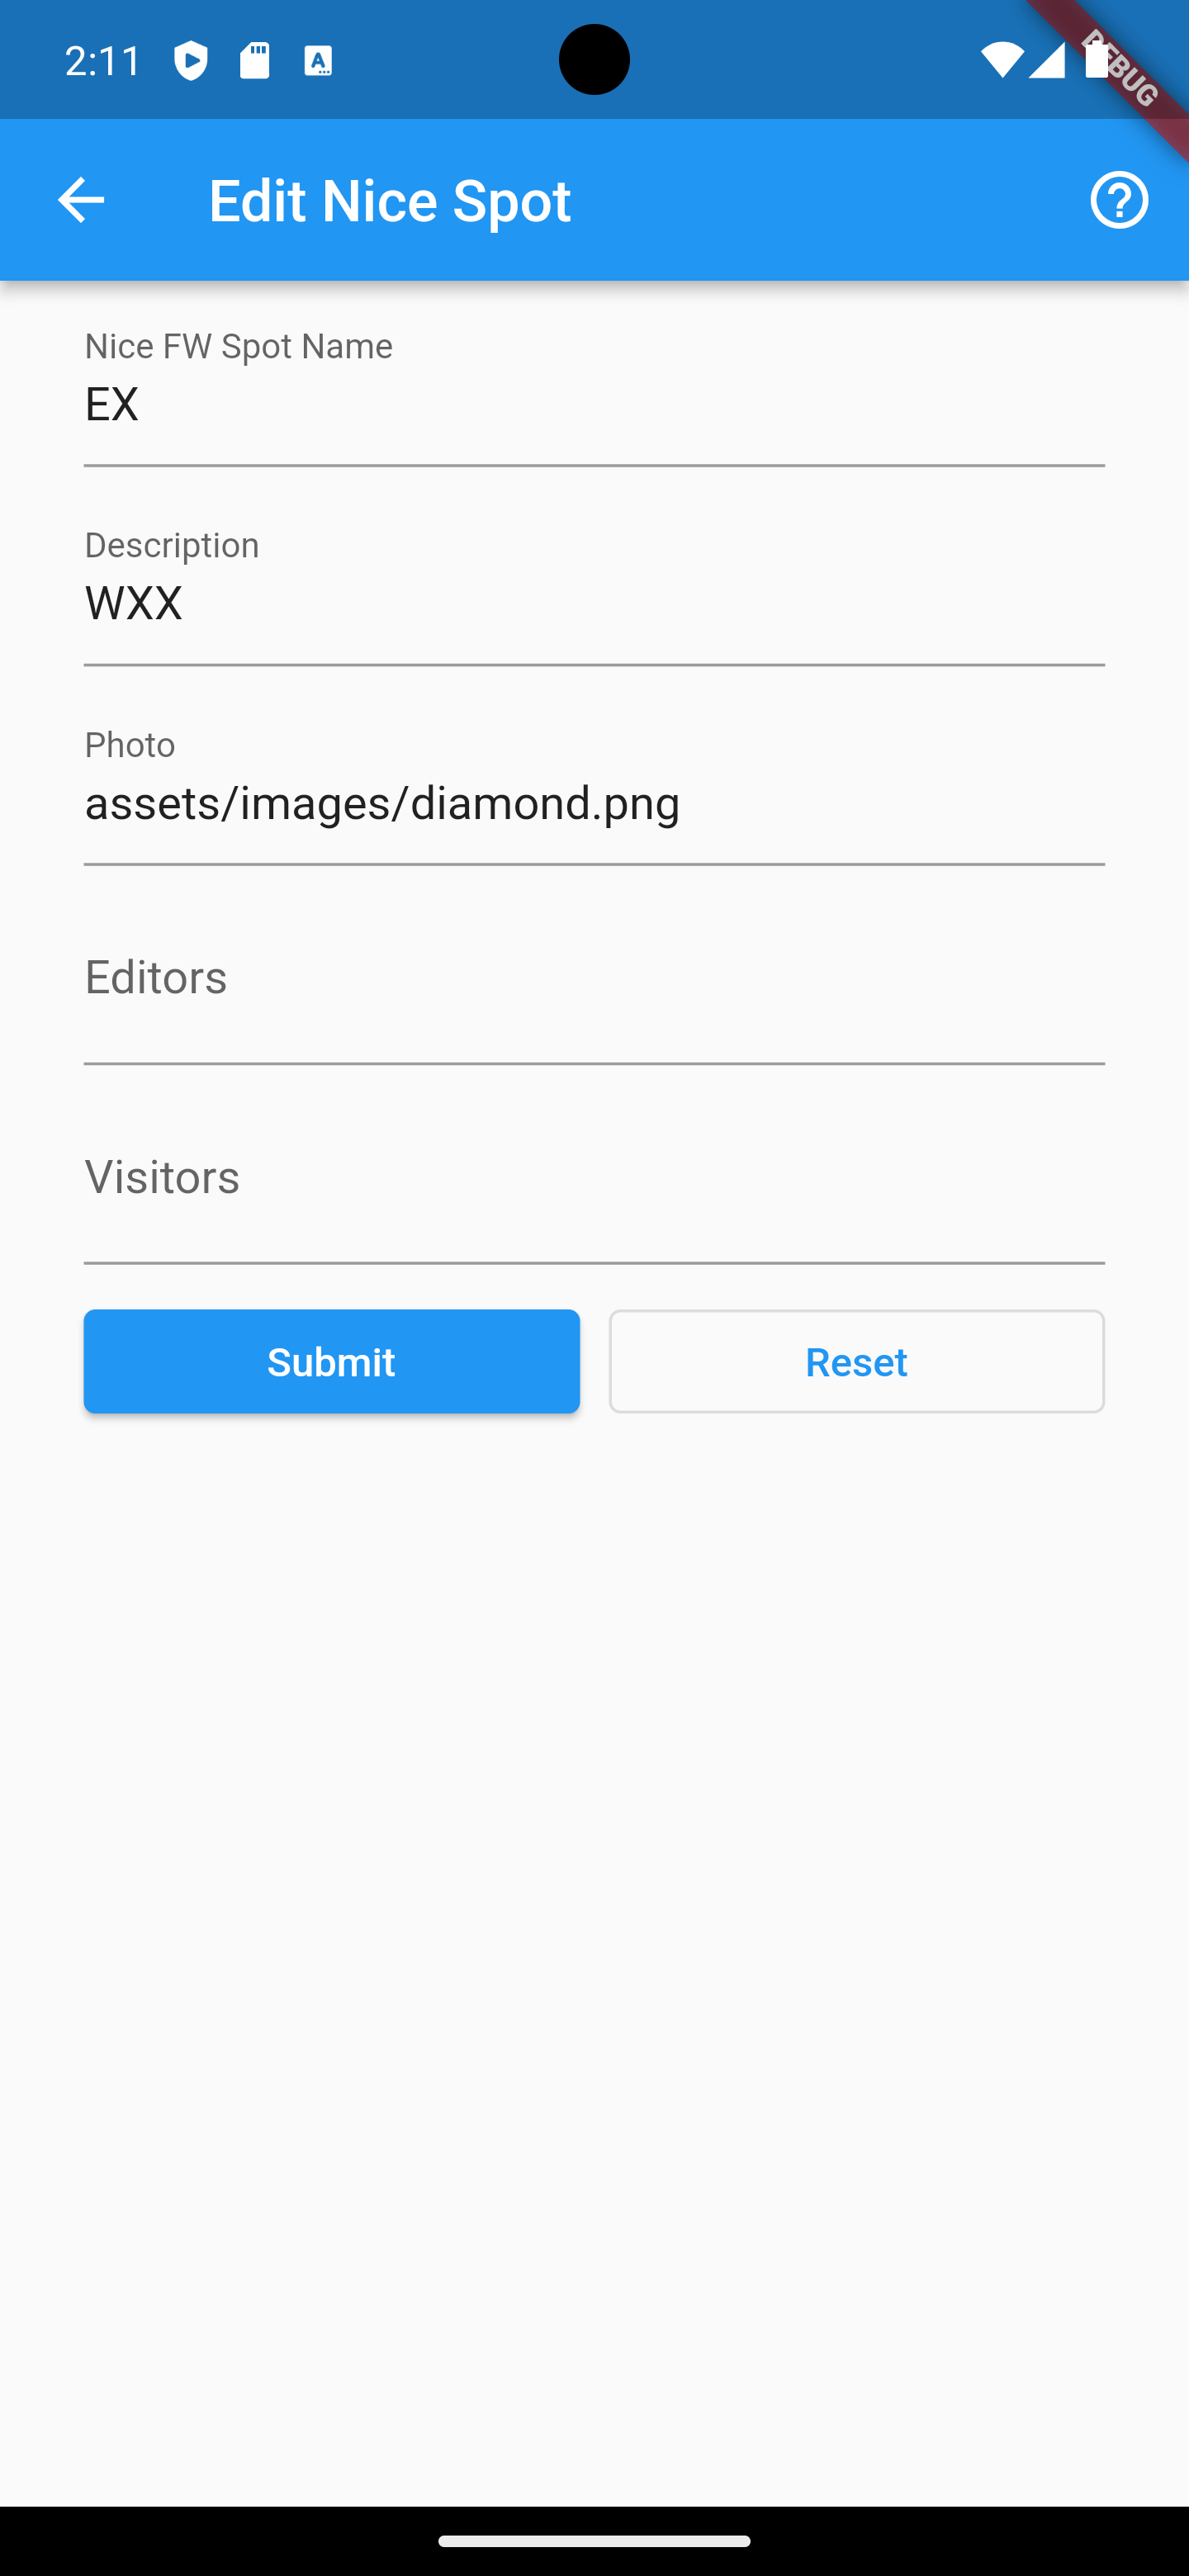 2:11
DEBUG
Edit Nice Spot
Nice FW Spot Name
EX
Description
WXX
Photo
assets/images/diamond.png
Editors
Visitors
Submit Reset